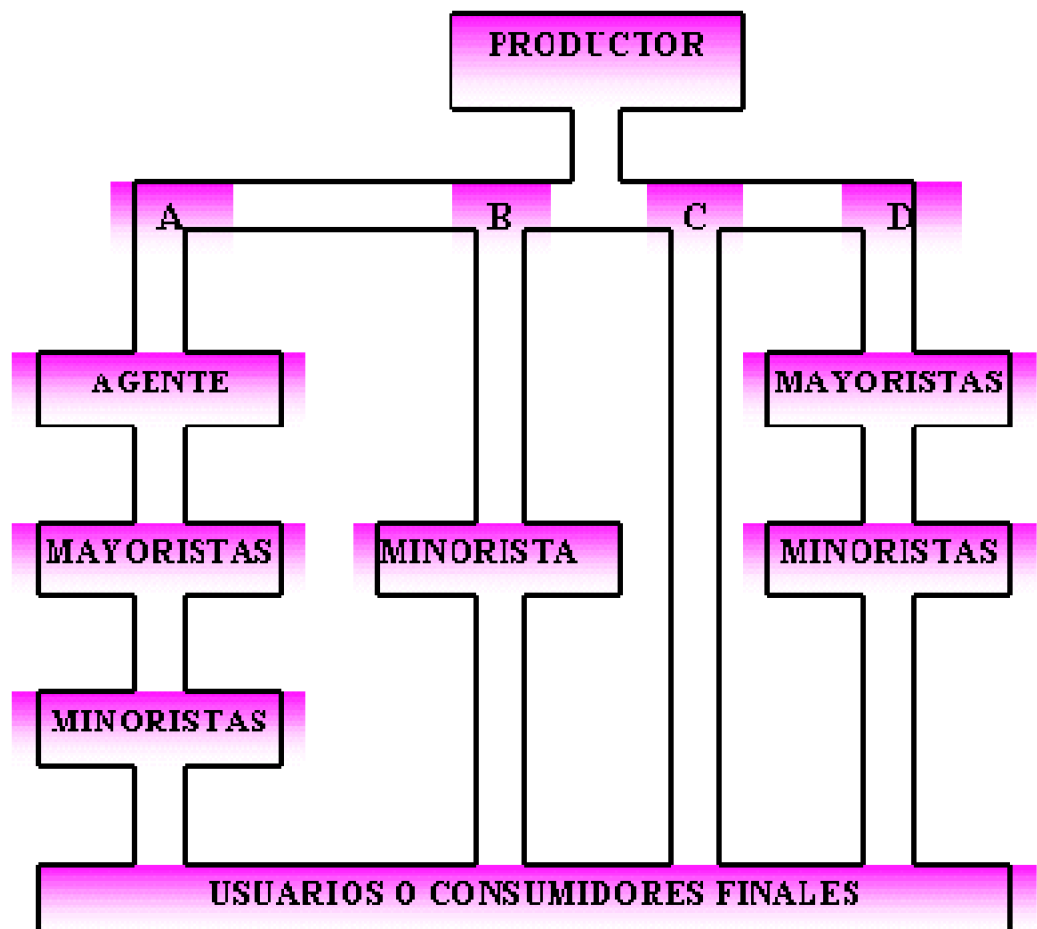 PRODUCTOR
A
B
C
D
AGENTE
MAYORISTAS
MAYORISTAS
MINORISTA
MINORISTAS
MINORISTAS
USUARIOS O CONSUMIDORES FINALES